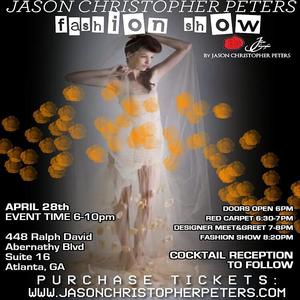 JASON CHRISTOPHER PETERS
fashion show
BY JASON CHRISTOPHER PETERS
APRIL 28th
EVENT TIME 6-10pm
448 Ralph David
Abernathy Blvd
Suite 16
Atlanta, GA
DOORS OPEN 6PM
RED CARPET 6:30-7PM
DESIGNER MEET&GREET 7-8PM
FASHION SHOW 8:20PM
COCKTAIL RECEPTION
TO FOLLOW
PURCHASE TICKETS:
WWW.JASONCHRISTOPHERPETERS.COM